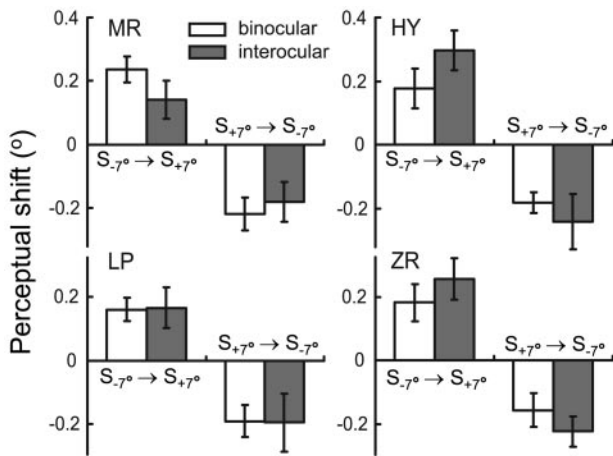 MR
binocular
interocular
HY
0.4
0.2
0
-0.2
S-7° → S+7°
S+7° → S-7°
0.4
0.2
0
-0.2
S-7° → S+7°
S+7° → S-7°
LP
ZR
0.2
0
-0.2
S-7° → S+7°
S+7° → S-7°
0.2
0
-0.2
S-7° → S+7°
S+7° → S-7°
Perceptual shift (º)